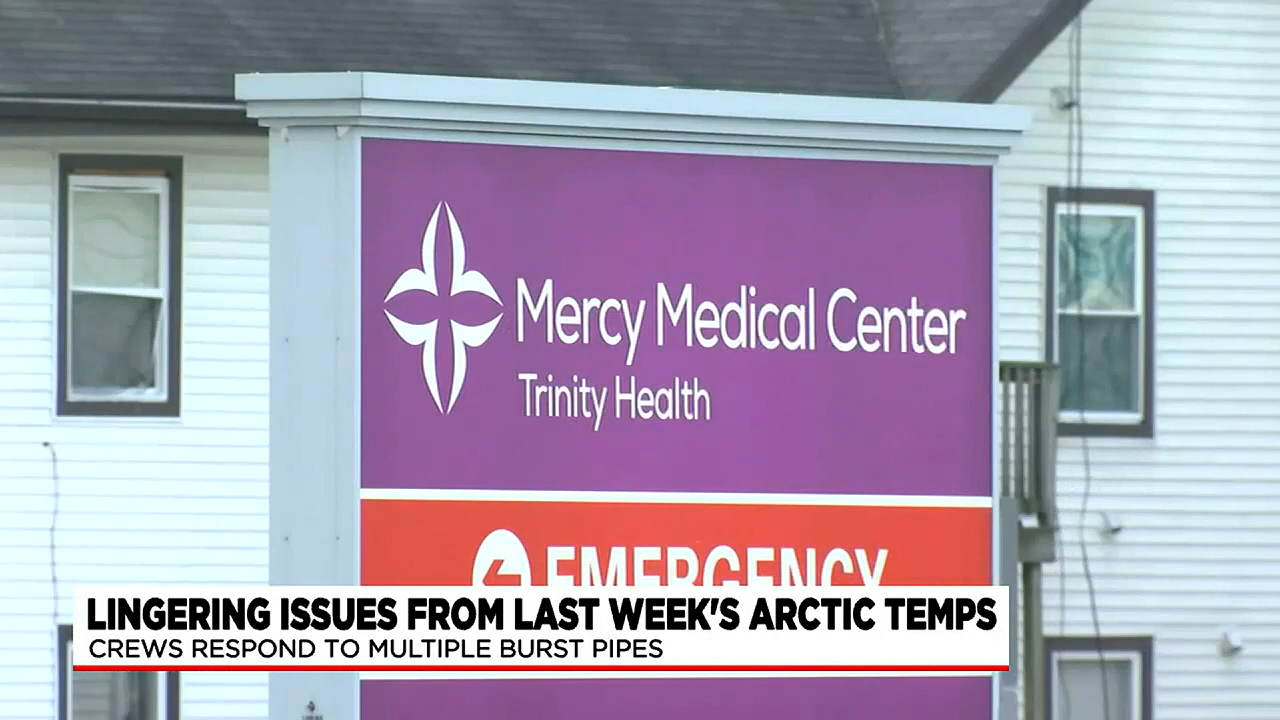 Mercy Medical Center
Trinity Health
EMERGENCY
LINGERING ISSUES FROM LAST WEEK'S ARCTIC TEMPS
CREWS RESPOND TO MULTIPLE BURST PIPES